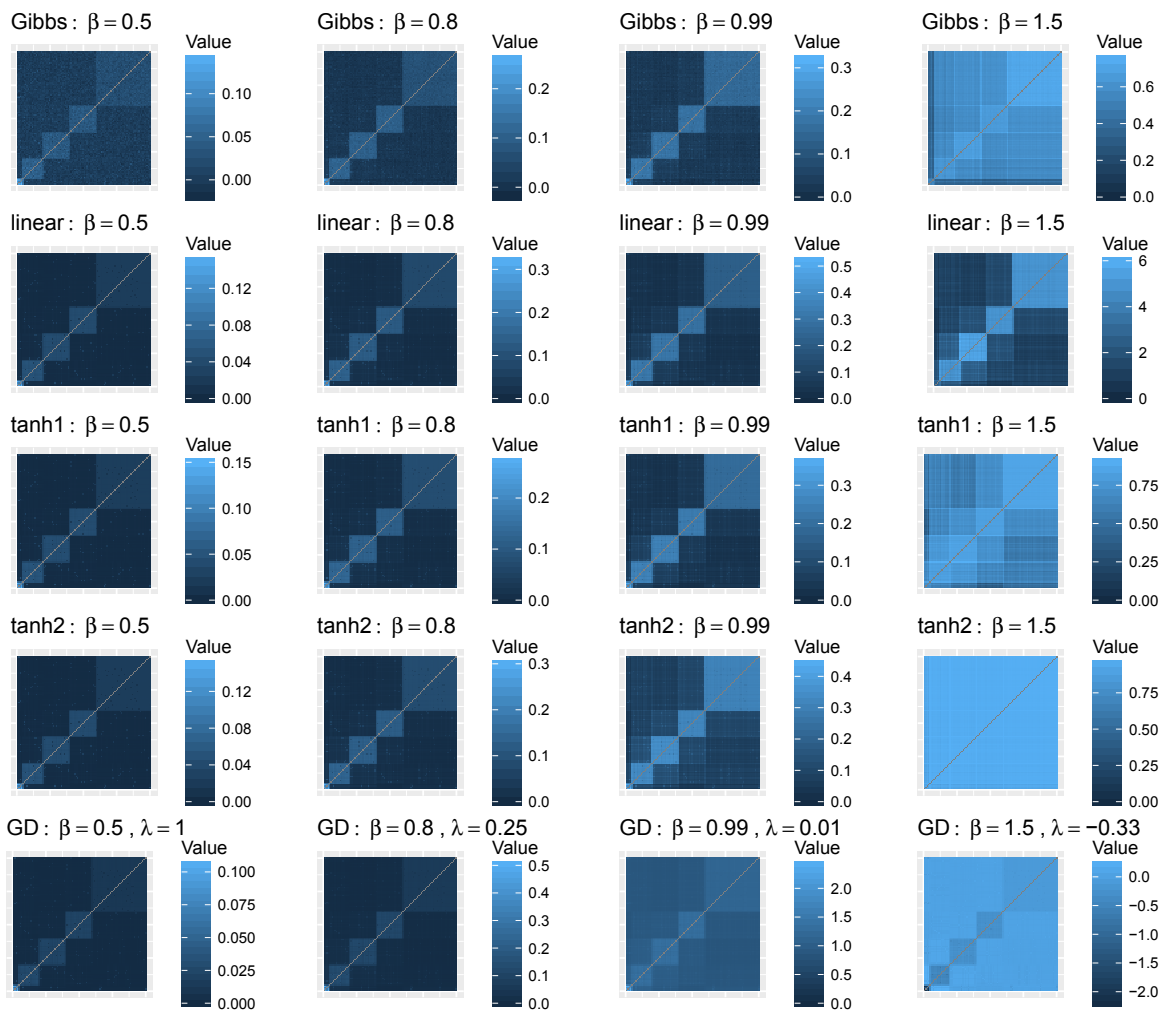 Gibbs : β = 0.5
Gibbs : β = 0.8
Gibbs : β = 0.99
Gibbs : β = 1.5
Value
0.10
0.05
0.00
Value
0.2
0.1
0.0
Value
0.3
0.2
0.1
0.0
Value
0.6
0.4
0.2
0.0
linear : β = 0.5
linear : β = 0.8
linear : β = 0.99
linear : β = 1.5
Value
0.12
0.08
0.04
0.00
Value
0.3
0.2
0.1
0.0
Value
0.5
0.4
0.3
0.2
0.1
0.0
Value
6
4
2
0
tanh1 : β = 0.5
tanh1 : β = 0.8
tanh1 : β = 0.99
tanh1 : β = 1.5
Value
0.15
0.10
0.05
0.00
Value
0.2
0.1
0.0
Value
0.3
0.2
0.1
0.0
Value
0.75
0.50
0.25
0.00
tanh2 : β = 0.5
tanh2 : β = 0.8
tanh2 : β = 0.99
tanh2 : β = 1.5
Value
0.12
0.08
0.04
0.00
Value
0.3
0.2
0.1
0.0
Value
0.4
0.3
0.2
0.1
0.0
Value
0.75
0.50
0.25
0.00
GD : β = 0.5 , λ = 1
GD : β = 0.8 , λ = 0.25
GD : β = 0.99 , λ = 0.01
GD : β = 1.5 , λ = −0.33
Value
0.100
0.075
0.050
0.025
0.000
Value
0.5
0.4
0.3
0.2
0.1
0.0
Value
2.0
1.5
1.0
0.5
0.0
Value
0.0
−0.5
−1.0
−1.5
−2.0